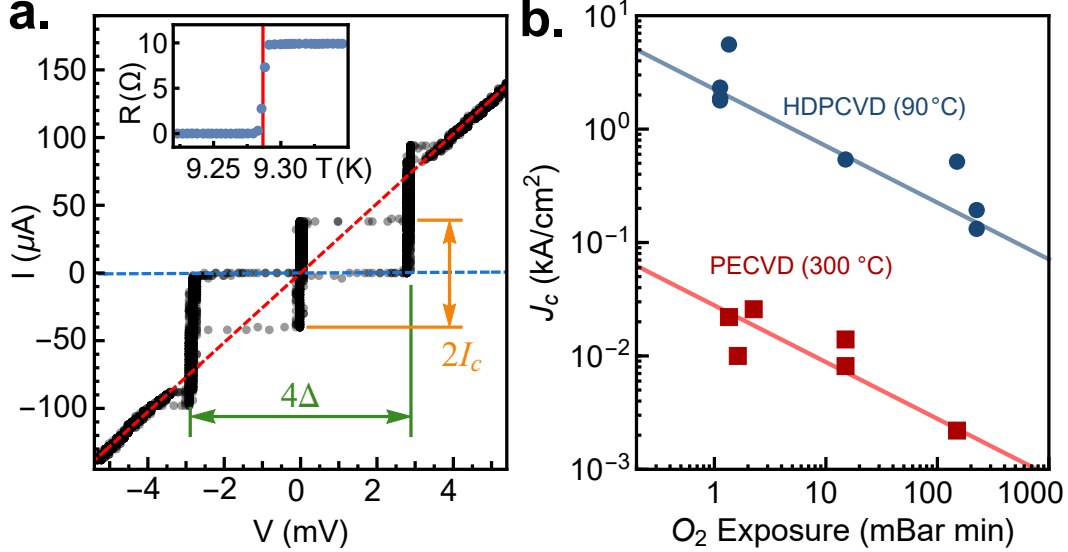 a.
150
100
50
0
−50
−100
I (μA)
−4 −2 0 2 4
V (mV)
10
5
0
R (Ω)
9.25 9.30 T (K)
2I_c
4Δ
b.
10^1
10^0
10^−1
10^−2
10^−3
J_c (kA/cm^2)
HDPCVD (90 °C)
PECVD (300 °C)
1 10 100 1000
O_2 Exposure (mBar min)